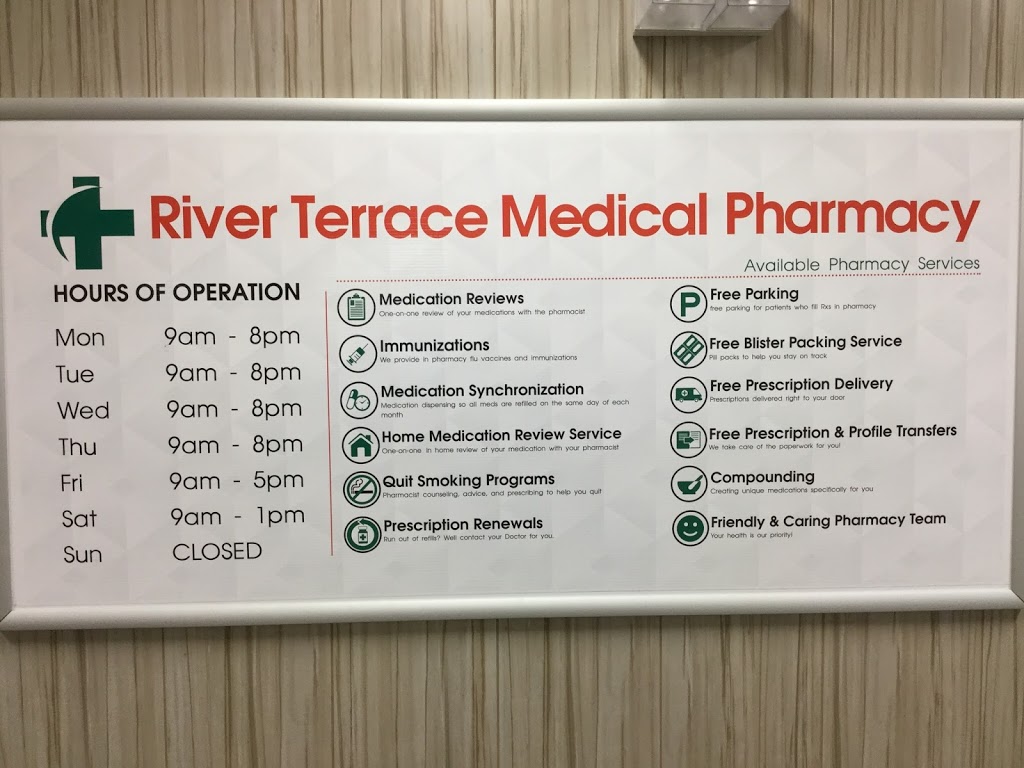 River Terrace Medical Pharmacy
Available Pharmacy Services
HOURS OF OPERATION
Mon 9am - 8pm
Tue 9am - 8pm
Wed 9am - 8pm
Thu 9am - 8pm
Fri 9am - 5pm
Sat 9am - 1pm
Sun CLOSED
Medication Reviews
One-on-one review of your medications with the pharmacist
Immunizations
We provide in pharmacy flu vaccines and immunizations
Medication Synchronization
Medication dispensing so all meds are refilled on the same day of each
month
Home Medication Review Service
One-on-one in home review of your medication with your pharmacist
Quit Smoking Programs
Pharmacist counseling, advice, and prescribing to help you quit
Prescription Renewals
Run out of refills? Well contact your Doctor for you.
P
Free Parking
free parking for patients who fill Rxs in pharmacy
Free Blister Packing Service
Pill packs to help you stay on track
Free Prescription Delivery
Prescriptions delivered right to your door
Free Prescription & Profile Transfers
We take care of the paperwork for you!
Compounding
Creating unique medications specifically for you
Friendly & Caring Pharmacy Team
Your health is our priority!